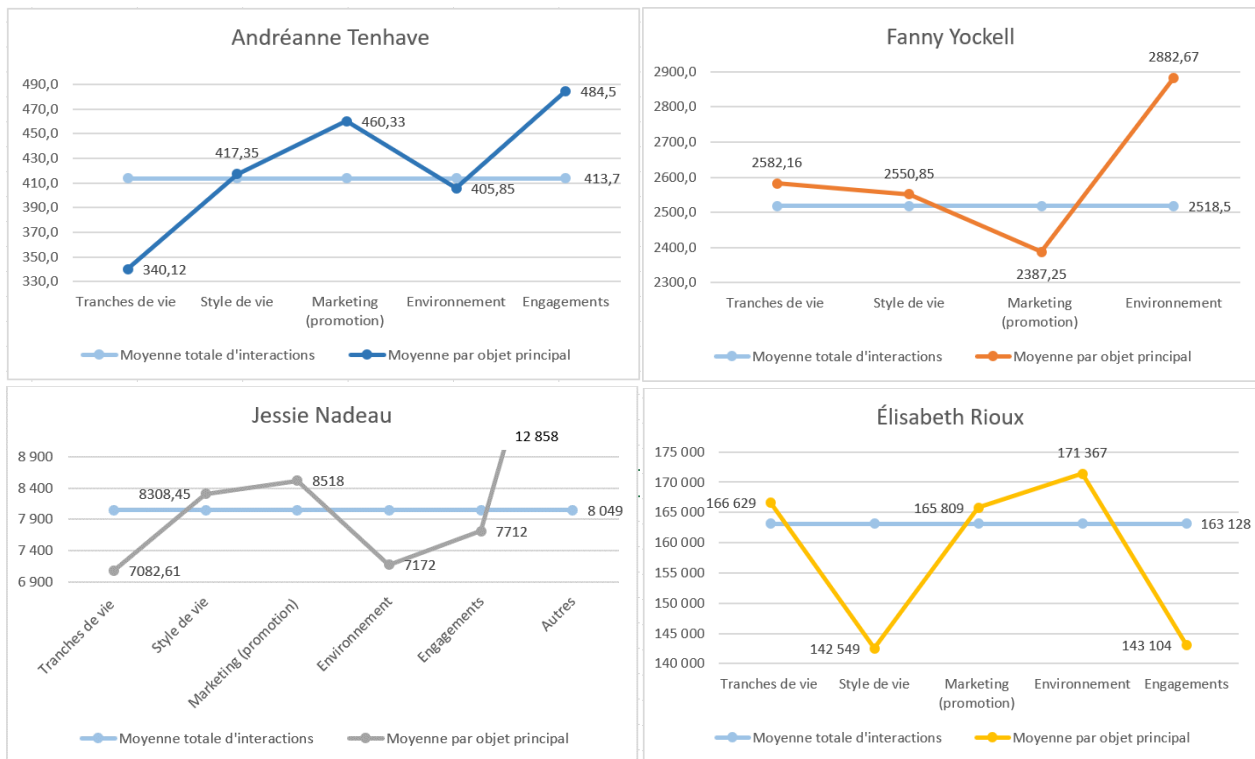 Andréanne Tenhave
490,0
470,0
450,0
430,0
410,0
390,0
370,0
350,0
330,0
340,12
417,35
460,33
405,85
484,5
413,7
Tranches de vie
Style de vie
Marketing
(promotion)
Environnement
Engagements
Moyenne totale d'interactions
Moyenne par objet principal
Fanny Yockell
2900,0
2800,0
2700,0
2600,0
2500,0
2400,0
2300,0
2582,16
2550,85
2387,25
2882,67
2518,5
Tranches de vie
Style de vie
Marketing
(promotion)
Environnement
Moyenne totale d'interactions
Moyenne par objet principal
Jessie Nadeau
8 900
8 400
7 900
7 400
6 900
7082,61
8308,45
8518
7172
7712
12 858
8 049
Tranches de vie
Style de vie
Marketing (promotion)
Environnement
Engagements
Autres
Moyenne totale d'interactions
Moyenne par objet principal
Élisabeth Rioux
175 000
170 000
165 000
160 000
155 000
150 000
145 000
140 000
166 629
142 549
165 809
171 367
143 104
163 128
Tranches de vie
Style de vie
Marketing
(promotion)
Environnement
Engagements
Moyenne totale d'interactions
Moyenne par objet principal